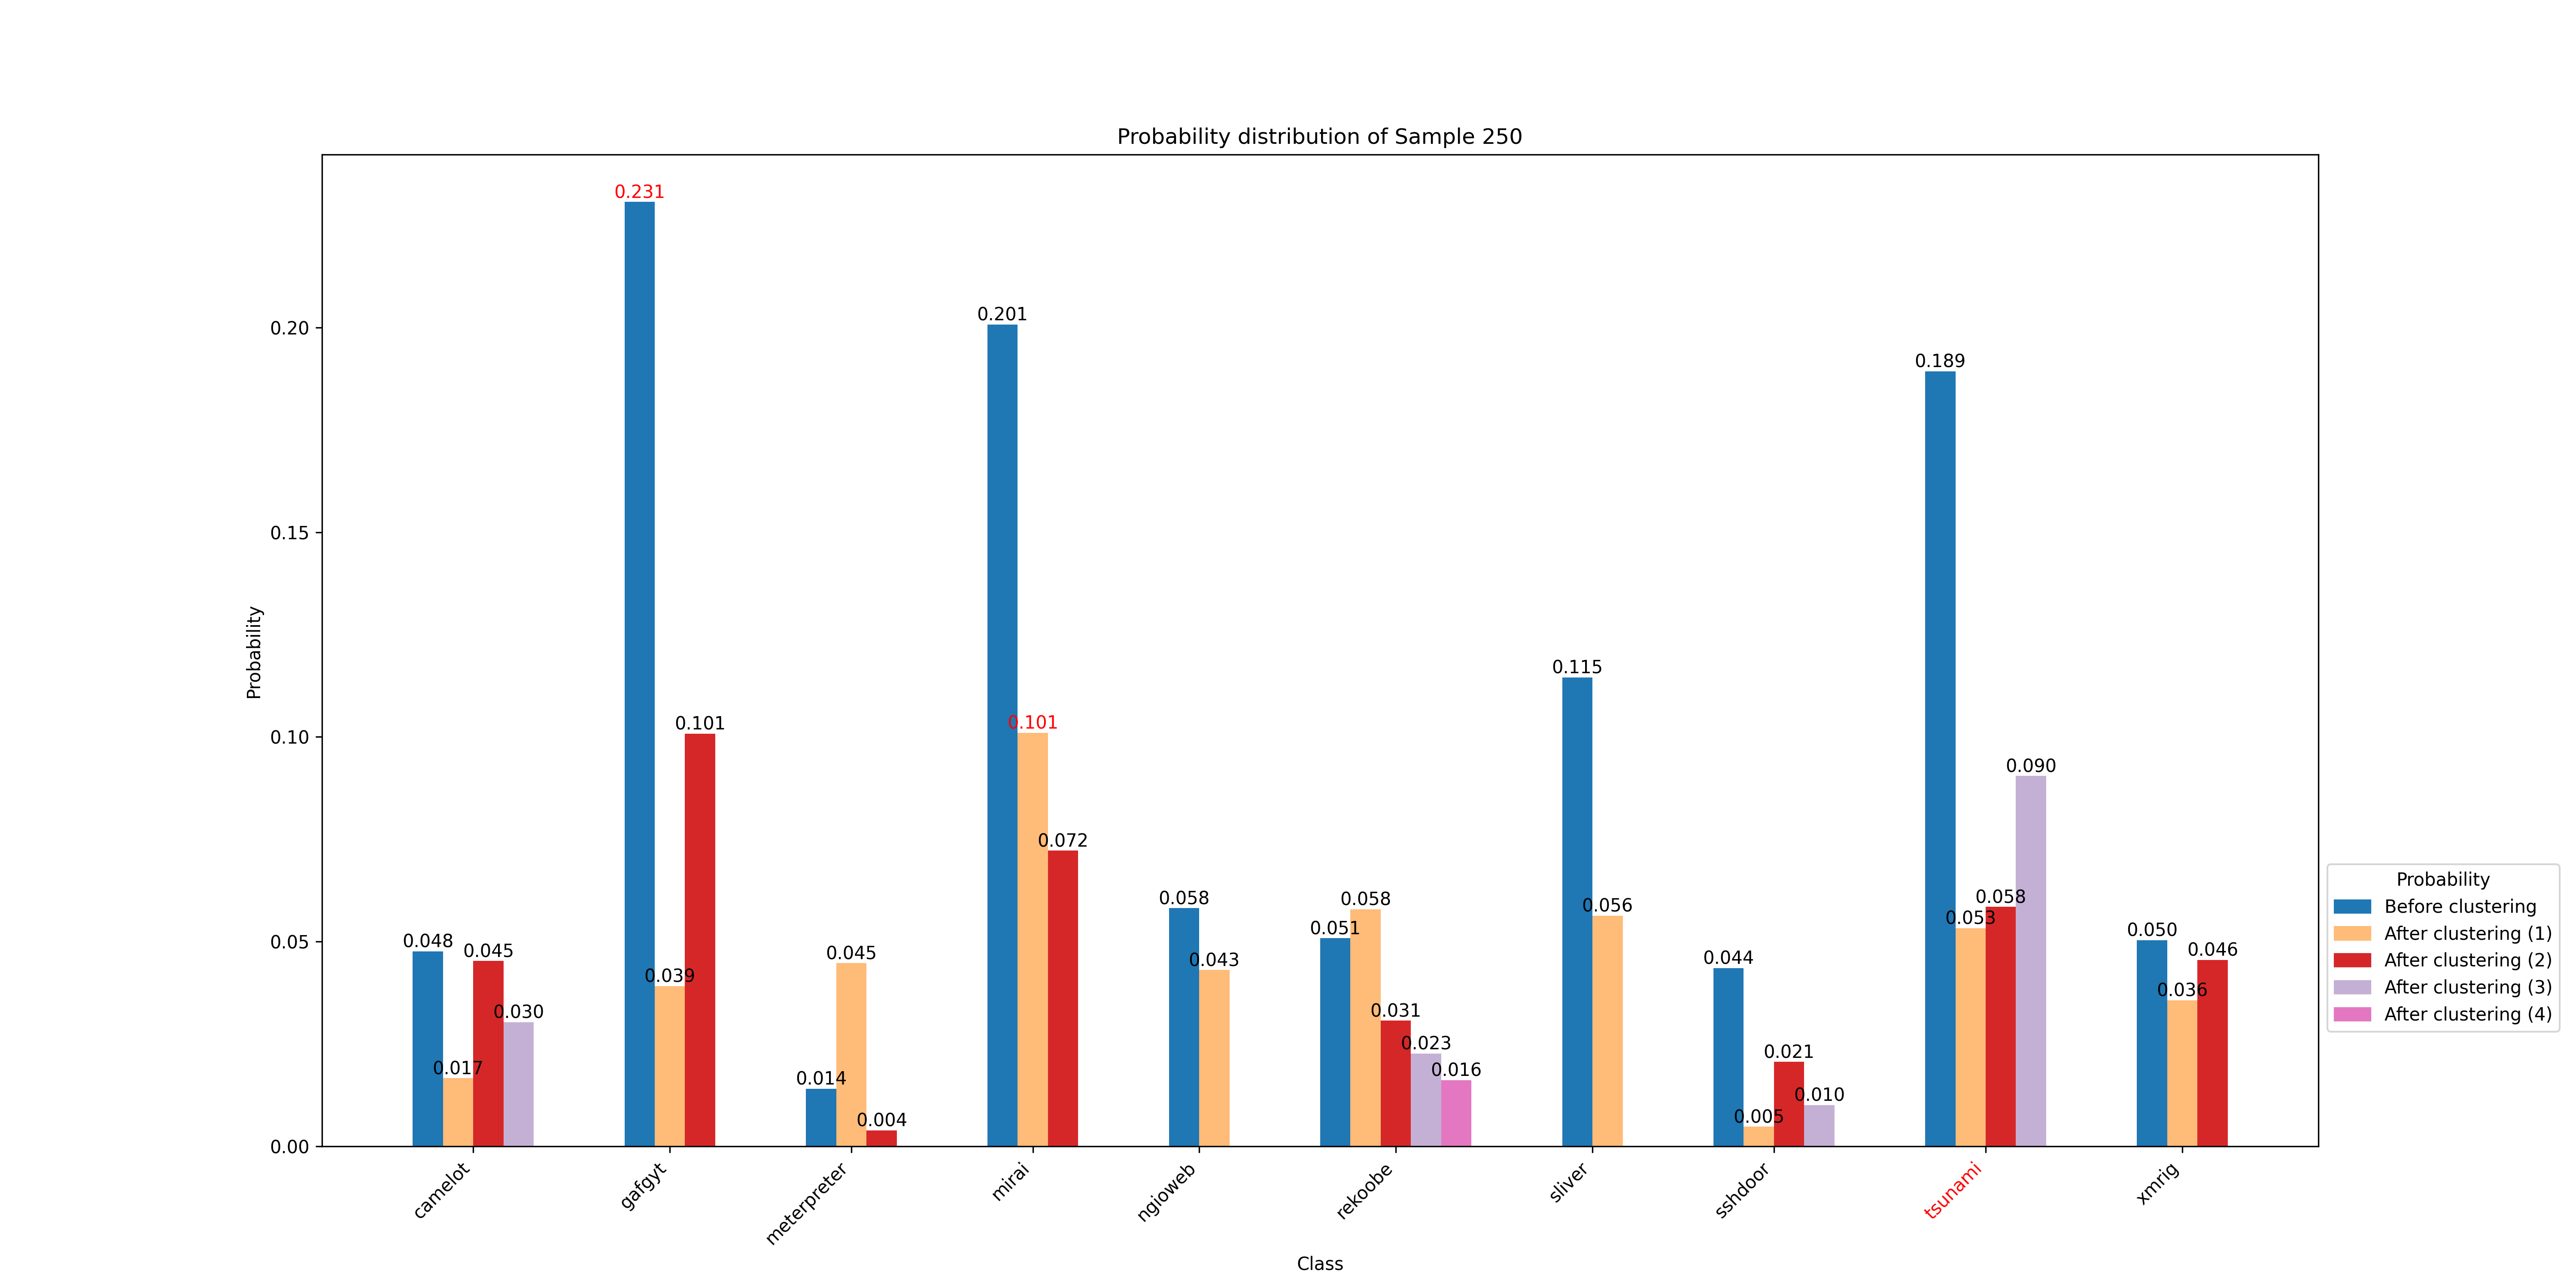 Probability distribution of Sample 250
Probability
0.20
0.15
0.10
0.05
0.00
0.048
0.017
0.045
0.030
0.231
0.039
0.101
0.014
0.045
0.004
0.201
0.101
0.072
0.058
0.043
0.051
0.058
0.031
0.023
0.016
0.115
0.056
0.044
0.005
0.021
0.010
0.189
0.053
0.058
0.090
0.050
0.036
0.046
camelot
gafgyt
meterpreter
mirai
ngioweb
rekoobe
sliver
sshdoor
tsunami
xmrig
Class
Probability
Before clustering
After clustering (1)
After clustering (2)
After clustering (3)
After clustering (4)